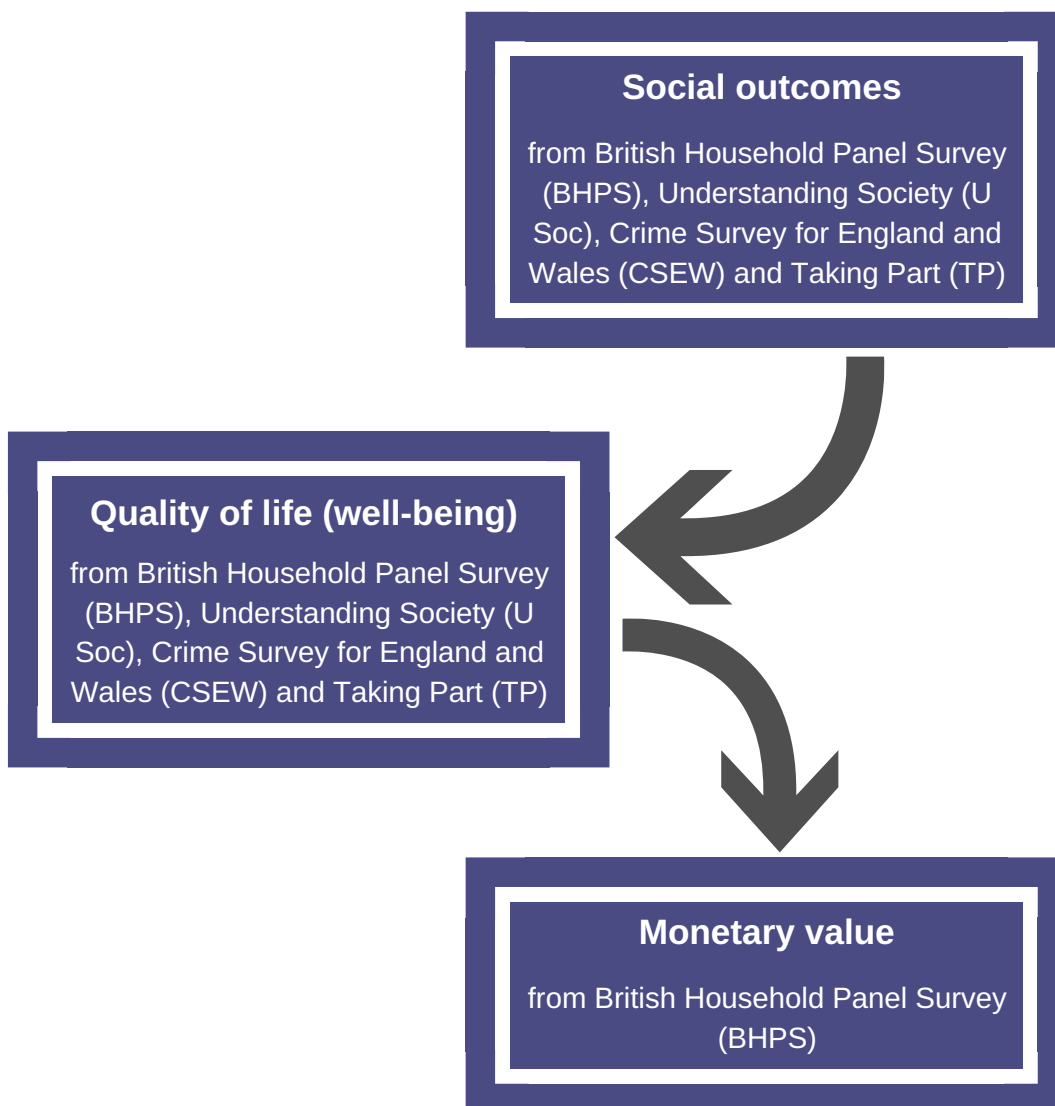 Social outcomes
from British Household Panel Survey
(BHPS), Understanding Society (U
Soc), Crime Survey for England and
Wales (CSEW) and Taking Part (TP)
Quality of life (well-being)
from British Household Panel Survey
(BHPS), Understanding Society (U
Soc), Crime Survey for England and
Wales (CSEW) and Taking Part (TP)
Monetary value
from British Household Panel Survey
(BHPS)